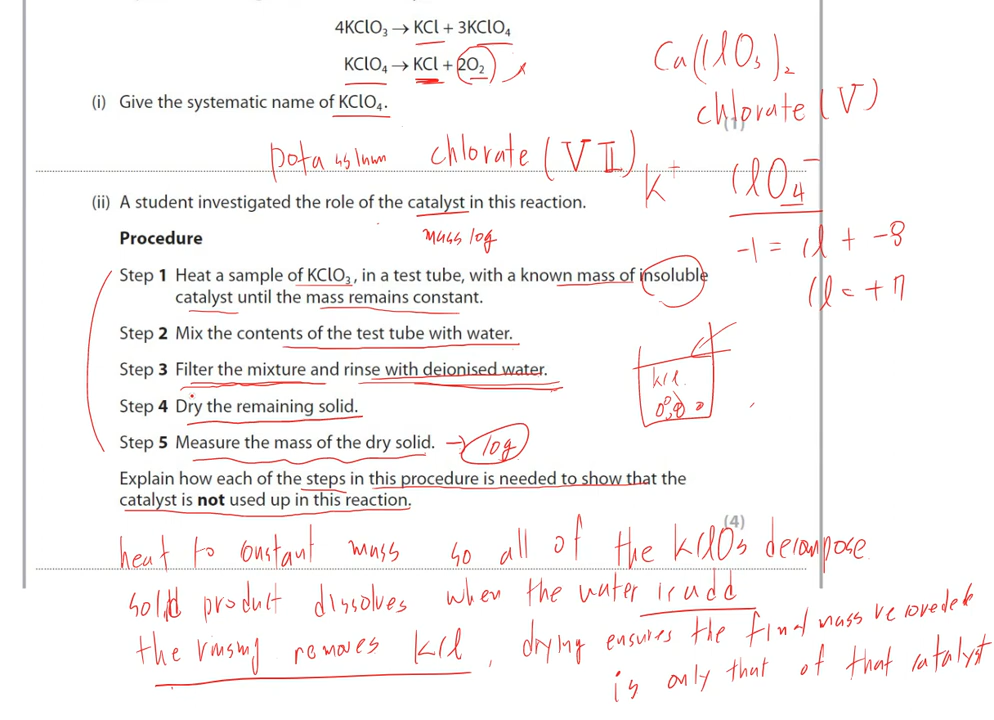 4KClO₃ → KCl + 3KClO₄
KClO₄ → KCl + 2O₂
Ca(ClO₃)₂
(i) Give the systematic name of KClO₄.
chlorate (V)
(1)
potassium chlorate (VII)
K⁺ ClO₄⁻
(ii) A student investigated the role of the catalyst in this reaction.
-1 = Cl + -8
Cl = +7
Procedure
mass 10g
Step 1 Heat a sample of KClO₃, in a test tube, with a known mass of insoluble
catalyst until the mass remains constant.
Step 2 Mix the contents of the test tube with water.
Step 3 Filter the mixture and rinse with deionised water.
KCl
Step 4 Dry the remaining solid.
Step 5 Measure the mass of the dry solid. → 10g
Explain how each of the steps in this procedure is needed to show that the
catalyst is not used up in this reaction.
(4)
heat to constant mass so all of the KClO₃ decompose
solid product dissolves when the water is add
the rinsing removes KCl, drying ensures the final mass recovered
is only that of that catalyst